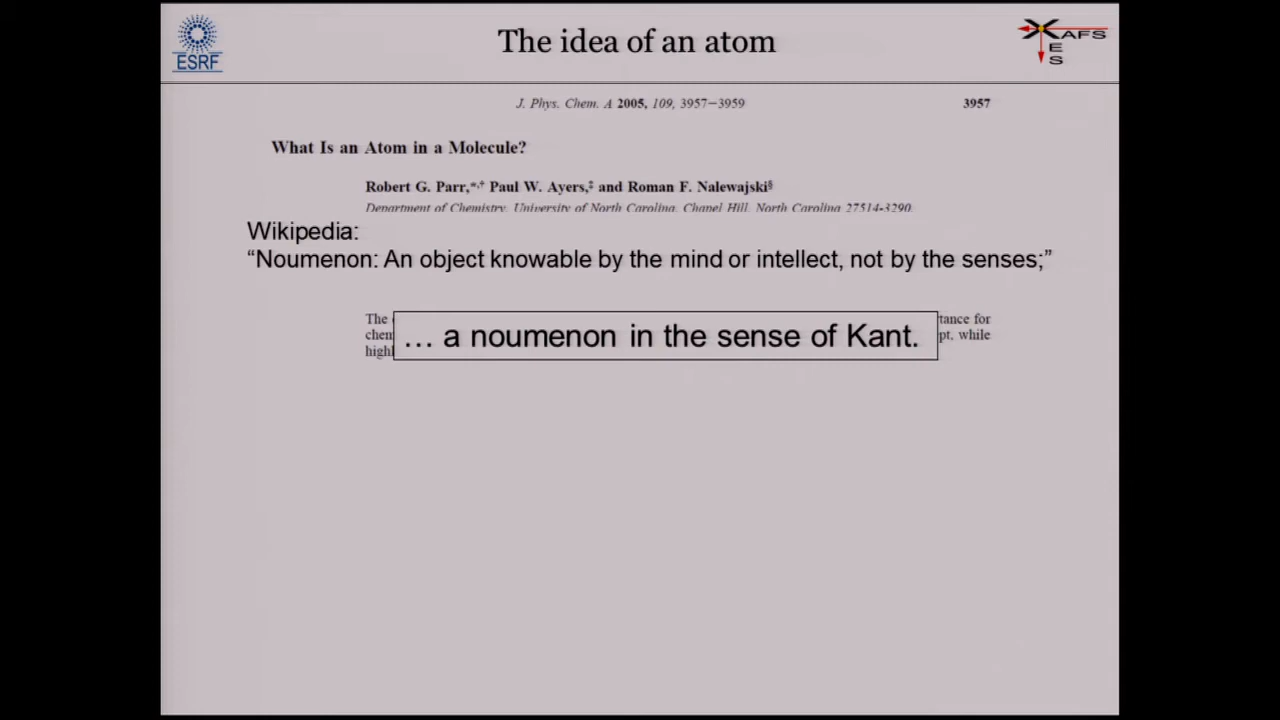 The idea of an atom
ESRF
XAFS
XES
J. Phys. Chem. A 2005, 109, 3957−3959
3957
What Is an Atom in a Molecule?
Robert G. Parr,*,† Paul W. Ayers,‡ and Roman F. Nalewajski§
Department of Chemistry, University of North Carolina, Chapel Hill, North Carolina 27514-3290
Wikipedia:
“Noumenon: An object knowable by the mind or intellect, not by the senses;”
The
tance for
… a noumenon in the sense of Kant.
chem
pt, while
highl